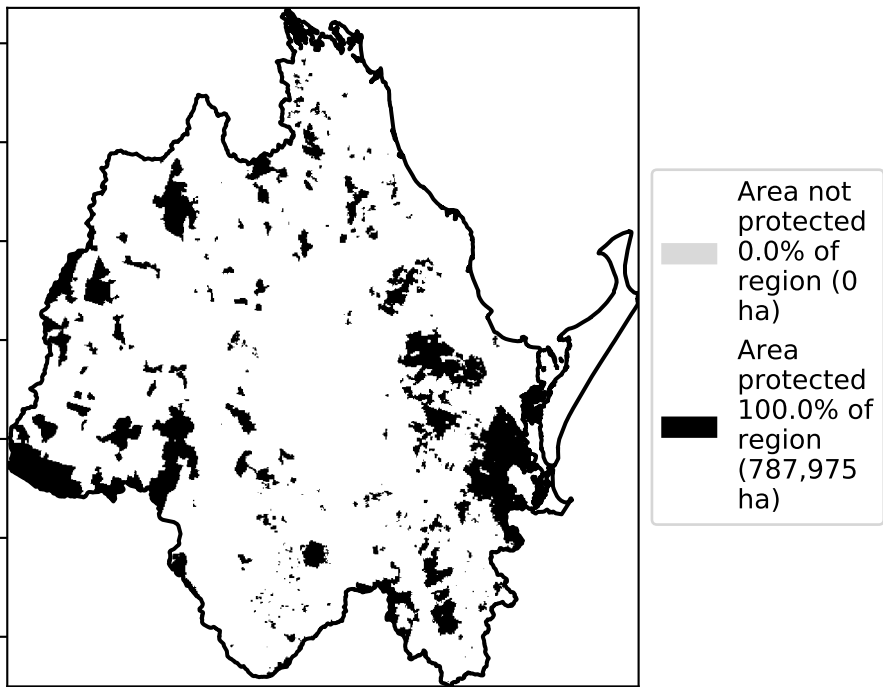 Area not
protected
0.0% of
region (0
ha)
Area
protected
100.0% of
region
(787,975
ha)